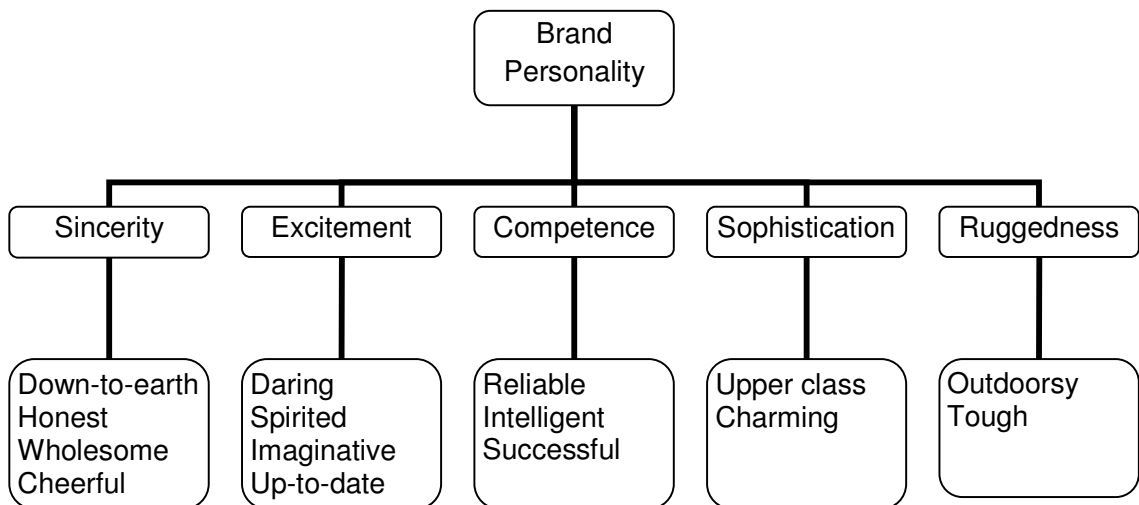 Brand
Personality
Sincerity
Excitement
Competence
Sophistication
Ruggedness
Down-to-earth
Honest
Wholesome
Cheerful
Daring
Spirited
Imaginative
Up-to-date
Reliable
Intelligent
Successful
Upper class
Charming
Outdoorsy
Tough